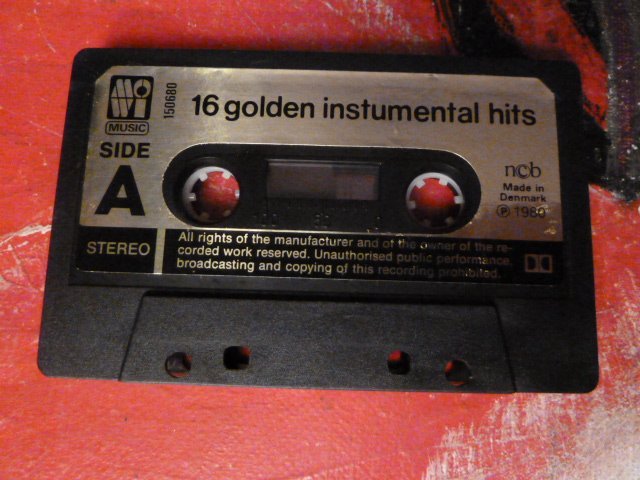 MOWI
MUSIC
150680
16 golden instumental hits
SIDE
A
ncb
Made in
Denmark
℗ 1980
STEREO
All rights of the manufacturer and of the owner of the re-
corded work reserved. Unauthorised public performance,
broadcasting and copying of this recording prohibited.